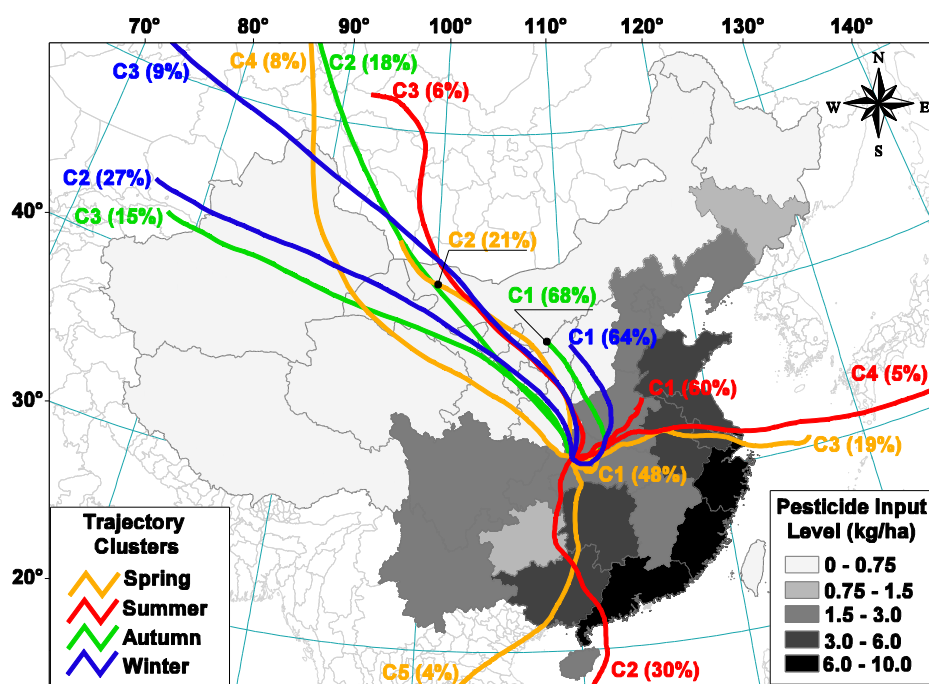 70° 80° 90° 100° 110° 120° 130° 140°
C4 (8%)
C2 (18%)
C3 (9%)
C3 (6%)
N
W E
S
C2 (27%)
C3 (15%)
40°
C2 (21%)
C1 (68%)
C1 (64%)
C4 (5%)
C1 (60%)
30°
C3 (19%)
C1 (48%)
Pesticide Input
Level (kg/ha)
0 - 0.75
0.75 - 1.5
1.5 - 3.0
3.0 - 6.0
6.0 - 10.0
Trajectory
Clusters
Spring
Summer
Autumn
Winter
20°
C5 (4%)
C2 (30%)